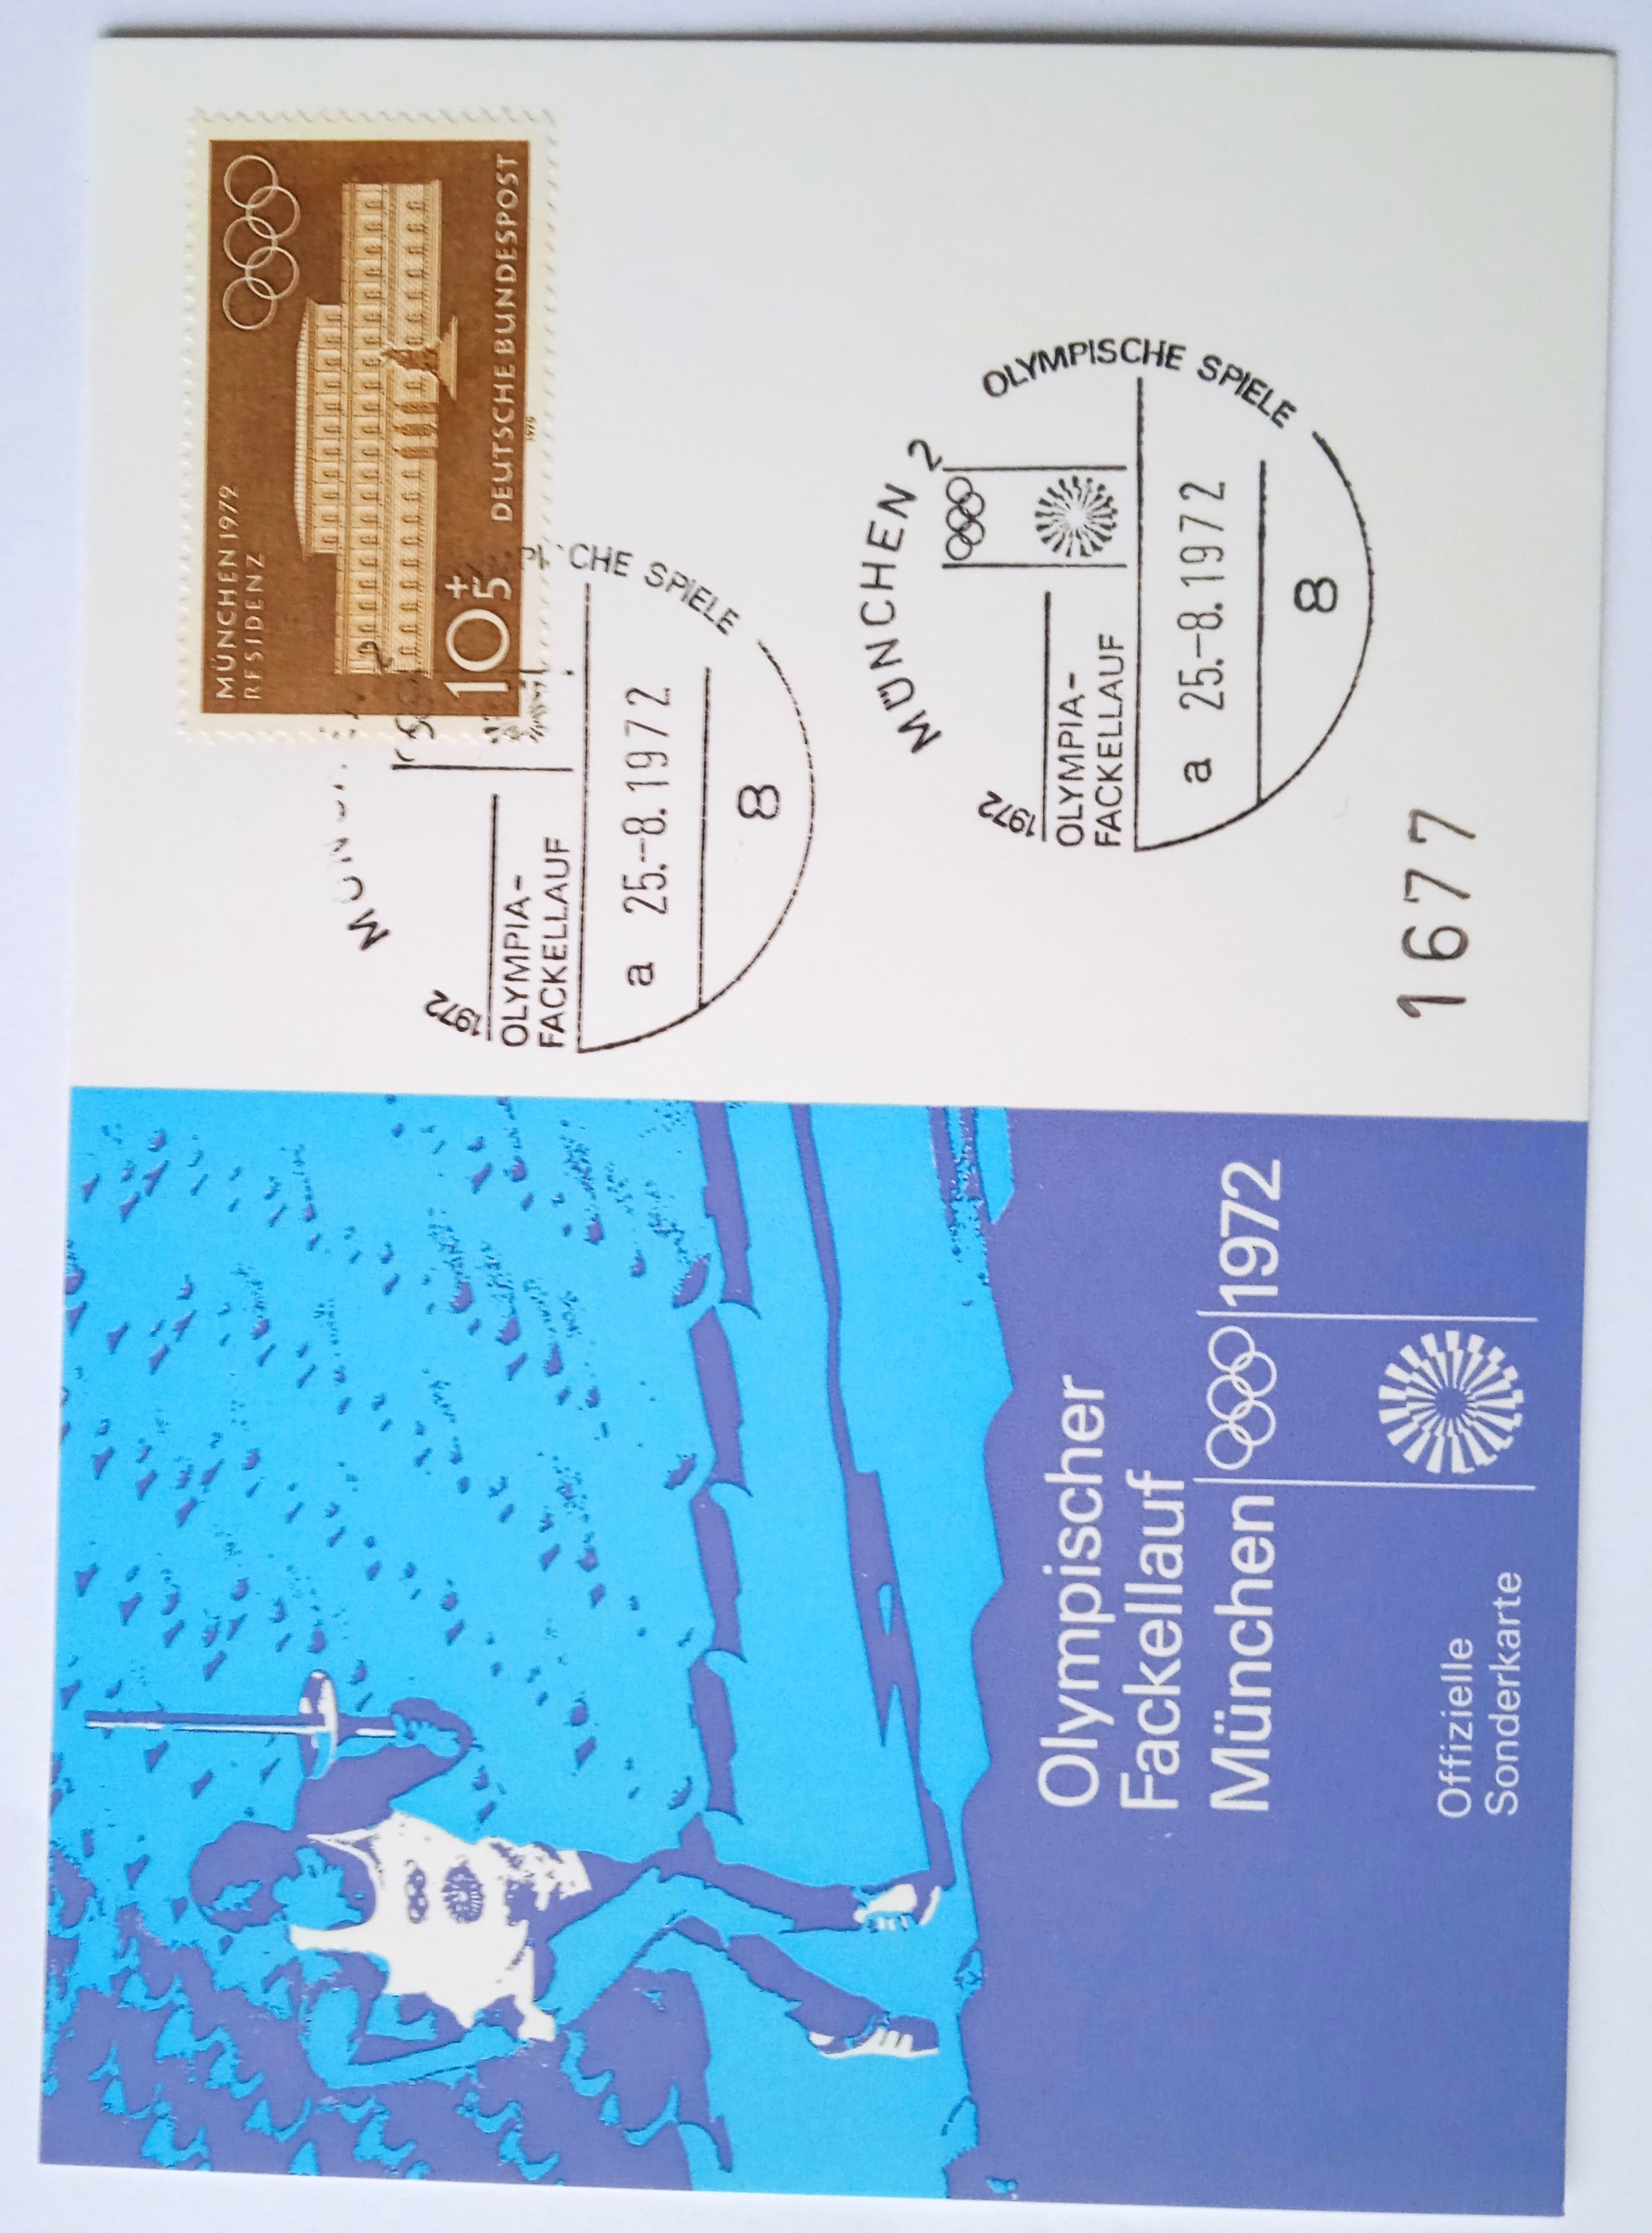 Olympischer
Fackellauf
München 1972
Offizielle
Sonderkarte
MÜNCHEN 1972
RESIDENZ
10+5 DEUTSCHE BUNDESPOST
1970
CHE SPIELE
1972
OLYMPIA-
FACKELLAUF
a 25.-8.1972
8
MÜNCHEN 2
OLYMPISCHE SPIELE
1972
OLYMPIA-
FACKELLAUF
a 25.-8.1972
8
1677